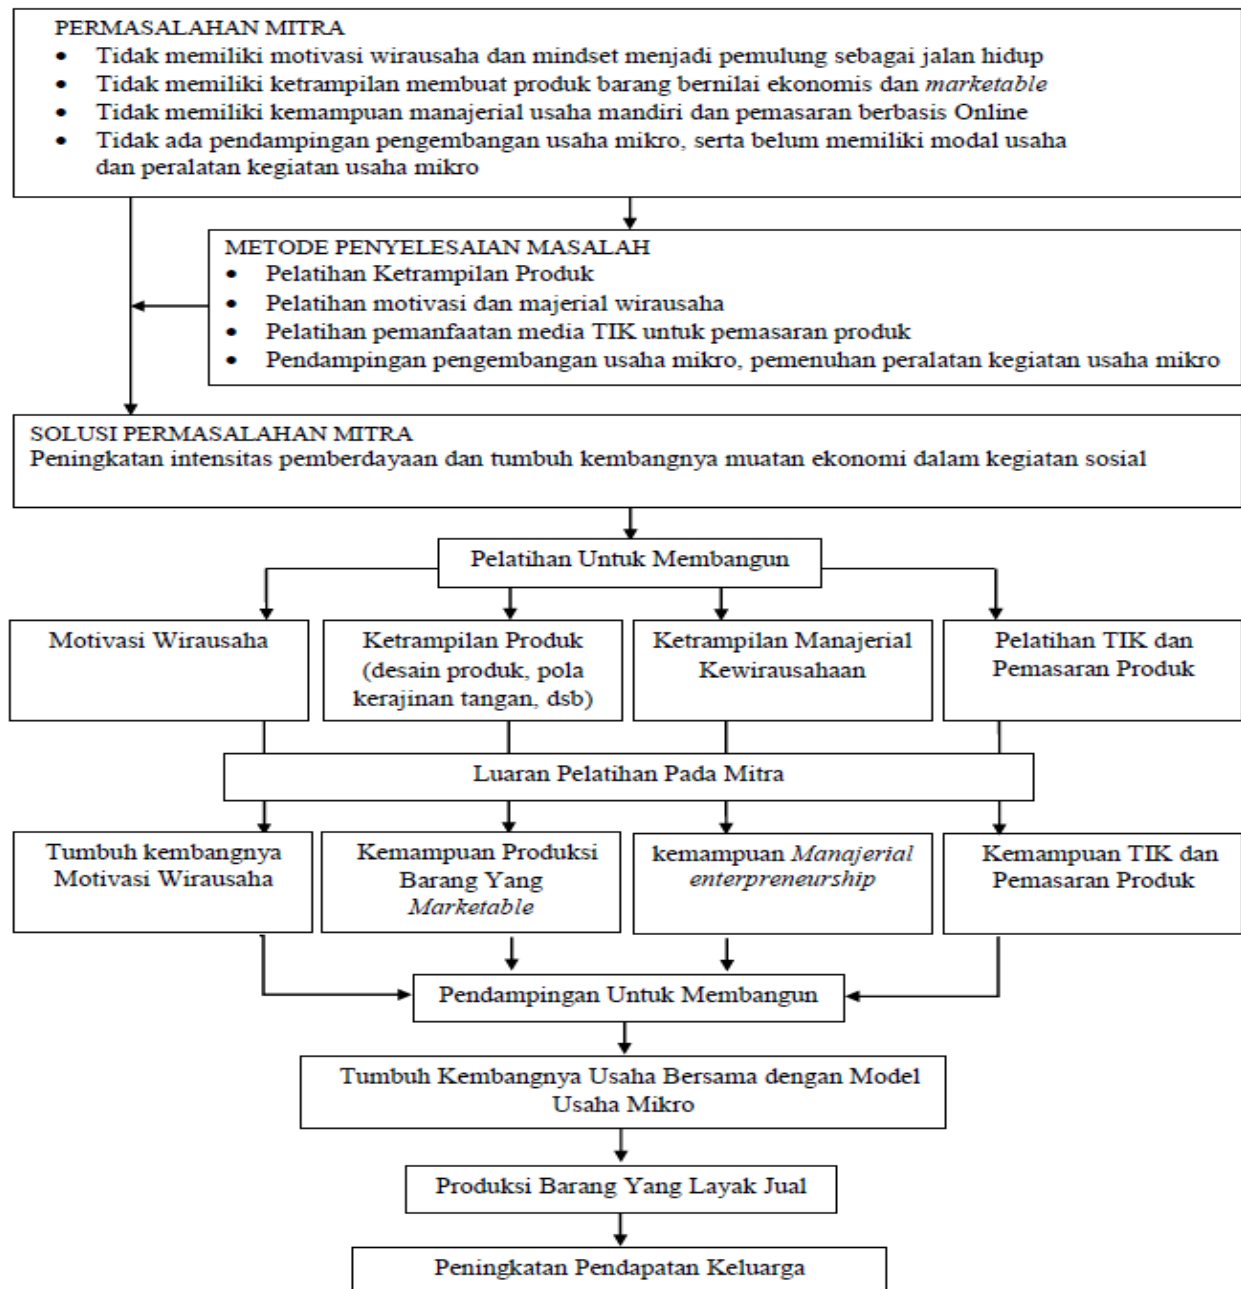 PERMASALAHAN MITRA
• Tidak memiliki motivasi wirausaha dan mindset menjadi pemulung sebagai jalan hidup
• Tidak memiliki ketrampilan membuat produk barang bernilai ekonomis dan marketable
• Tidak memiliki kemampuan manajerial usaha mandiri dan pemasaran berbasis Online
• Tidak ada pendampingan pengembangan usaha mikro, serta belum memiliki modal usaha
dan peralatan kegiatan usaha mikro
METODE PENYELESAIAN MASALAH
• Pelatihan Ketrampilan Produk
• Pelatihan motivasi dan majerial wirausaha
• Pelatihan pemanfaatan media TIK untuk pemasaran produk
• Pendampingan pengembangan usaha mikro, pemenuhan peralatan kegiatan usaha mikro
SOLUSI PERMASALAHAN MITRA
Peningkatan intensitas pemberdayaan dan tumbuh kembangnya muatan ekonomi dalam kegiatan sosial
Pelatihan Untuk Membangun
Motivasi Wirausaha
Ketrampilan Produk
(desain produk, pola
kerajinan tangan, dsb)
Ketrampilan Manajerial
Kewirausahaan
Pelatihan TIK dan
Pemasaran Produk
Luaran Pelatihan Pada Mitra
Tumbuh kembangnya
Motivasi Wirausaha
Kemampuan Produksi
Barang Yang
Marketable
kemampuan Manajerial
enterpreneurship
Kemampuan TIK dan
Pemasaran Produk
Pendampingan Untuk Membangun
Tumbuh Kembangnya Usaha Bersama dengan Model
Usaha Mikro
Produksi Barang Yang Layak Jual
Peningkatan Pendapatan Keluarga